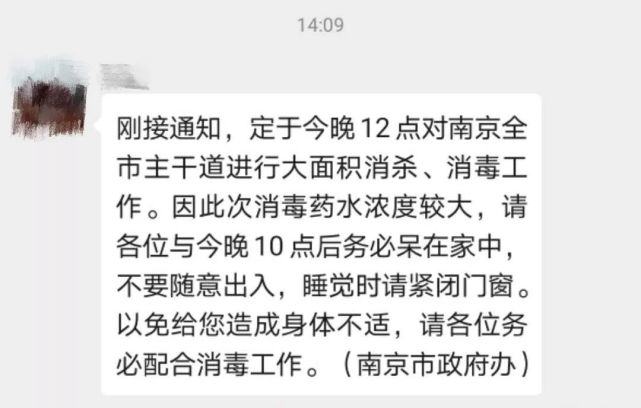 14:09
刚接通知，定于今晚12点对南京全
市主干道进行大面积消杀、消毒工
作。因此次消毒药水浓度较大，请
各位与今晚10点后务必呆在家中，
不要随意出入，睡觉时请紧闭门窗。
以免给您造成身体不适，请各位务
必配合消毒工作。（南京市政府办）